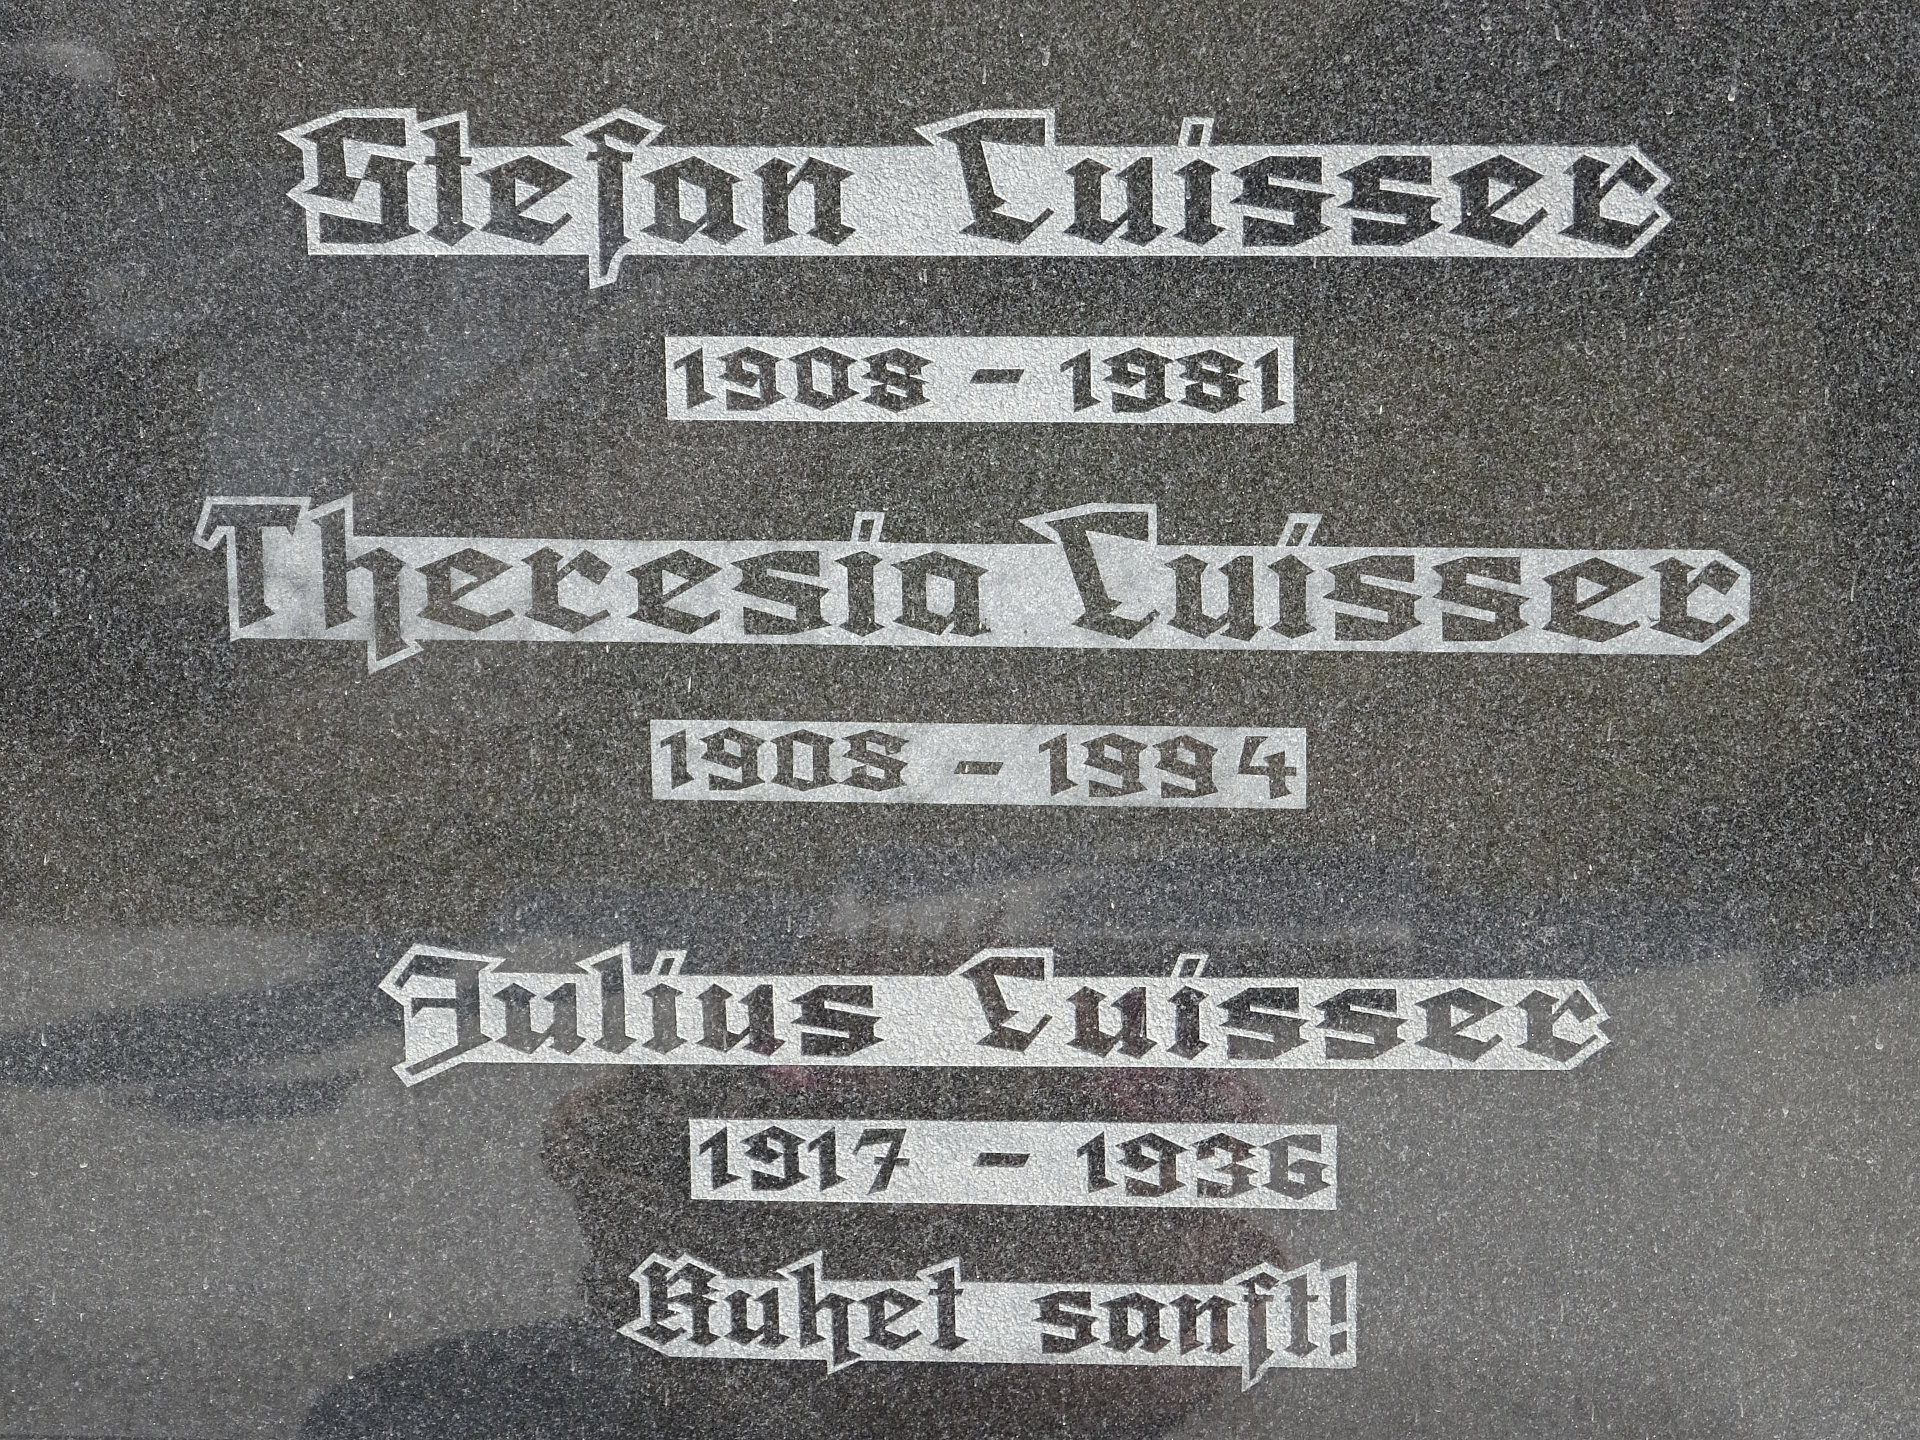 Stefan Luisser
1908 - 1981
Theresia Luisser
1908 - 1994
Julius Luisser
1917 - 1936
Ruhet sanft!